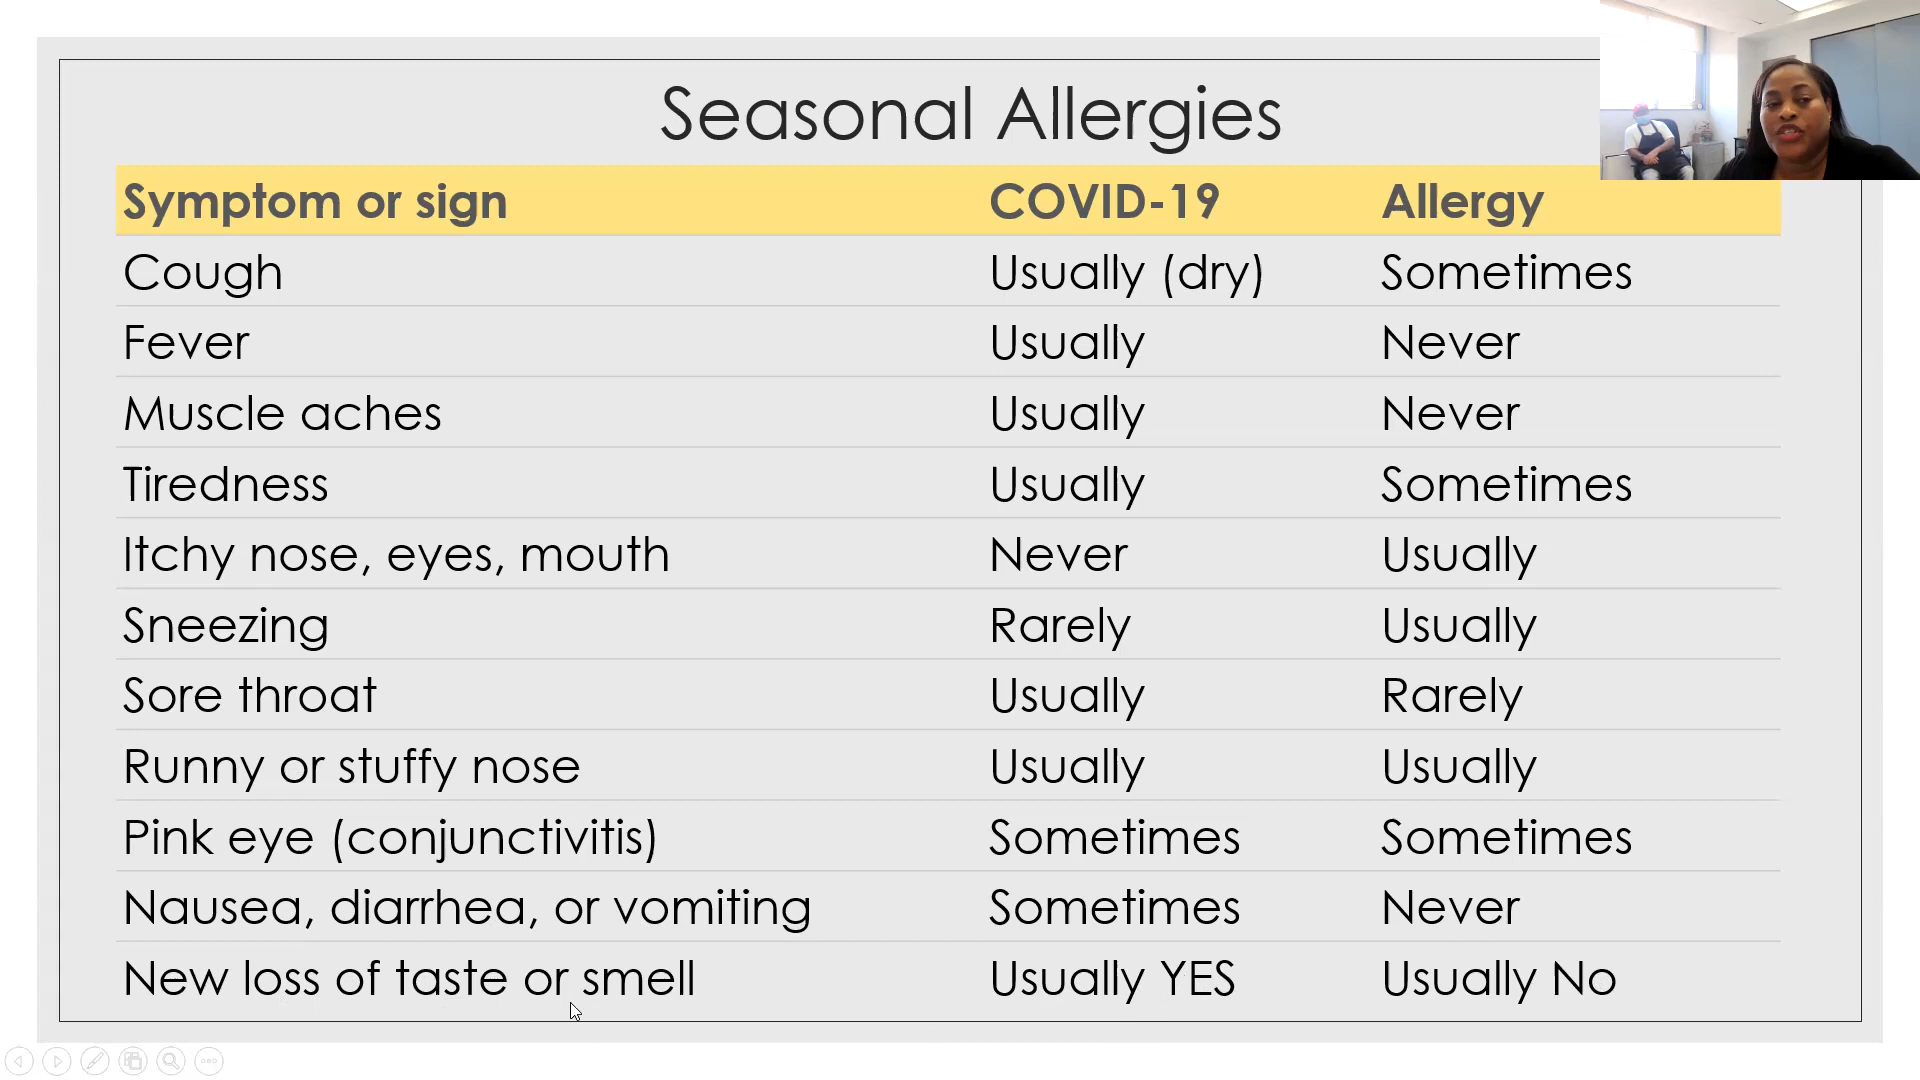 Seasonal Allergies
Symptom or sign COVID-19 Allergy
Cough Usually (dry) Sometimes
Fever Usually Never
Muscle aches Usually Never
Tiredness Usually Sometimes
Itchy nose, eyes, mouth Never Usually
Sneezing Rarely Usually
Sore throat Usually Rarely
Runny or stuffy nose Usually Usually
Pink eye (conjunctivitis) Sometimes Sometimes
Nausea, diarrhea, or vomiting Sometimes Never
New loss of taste or smell Usually YES Usually No